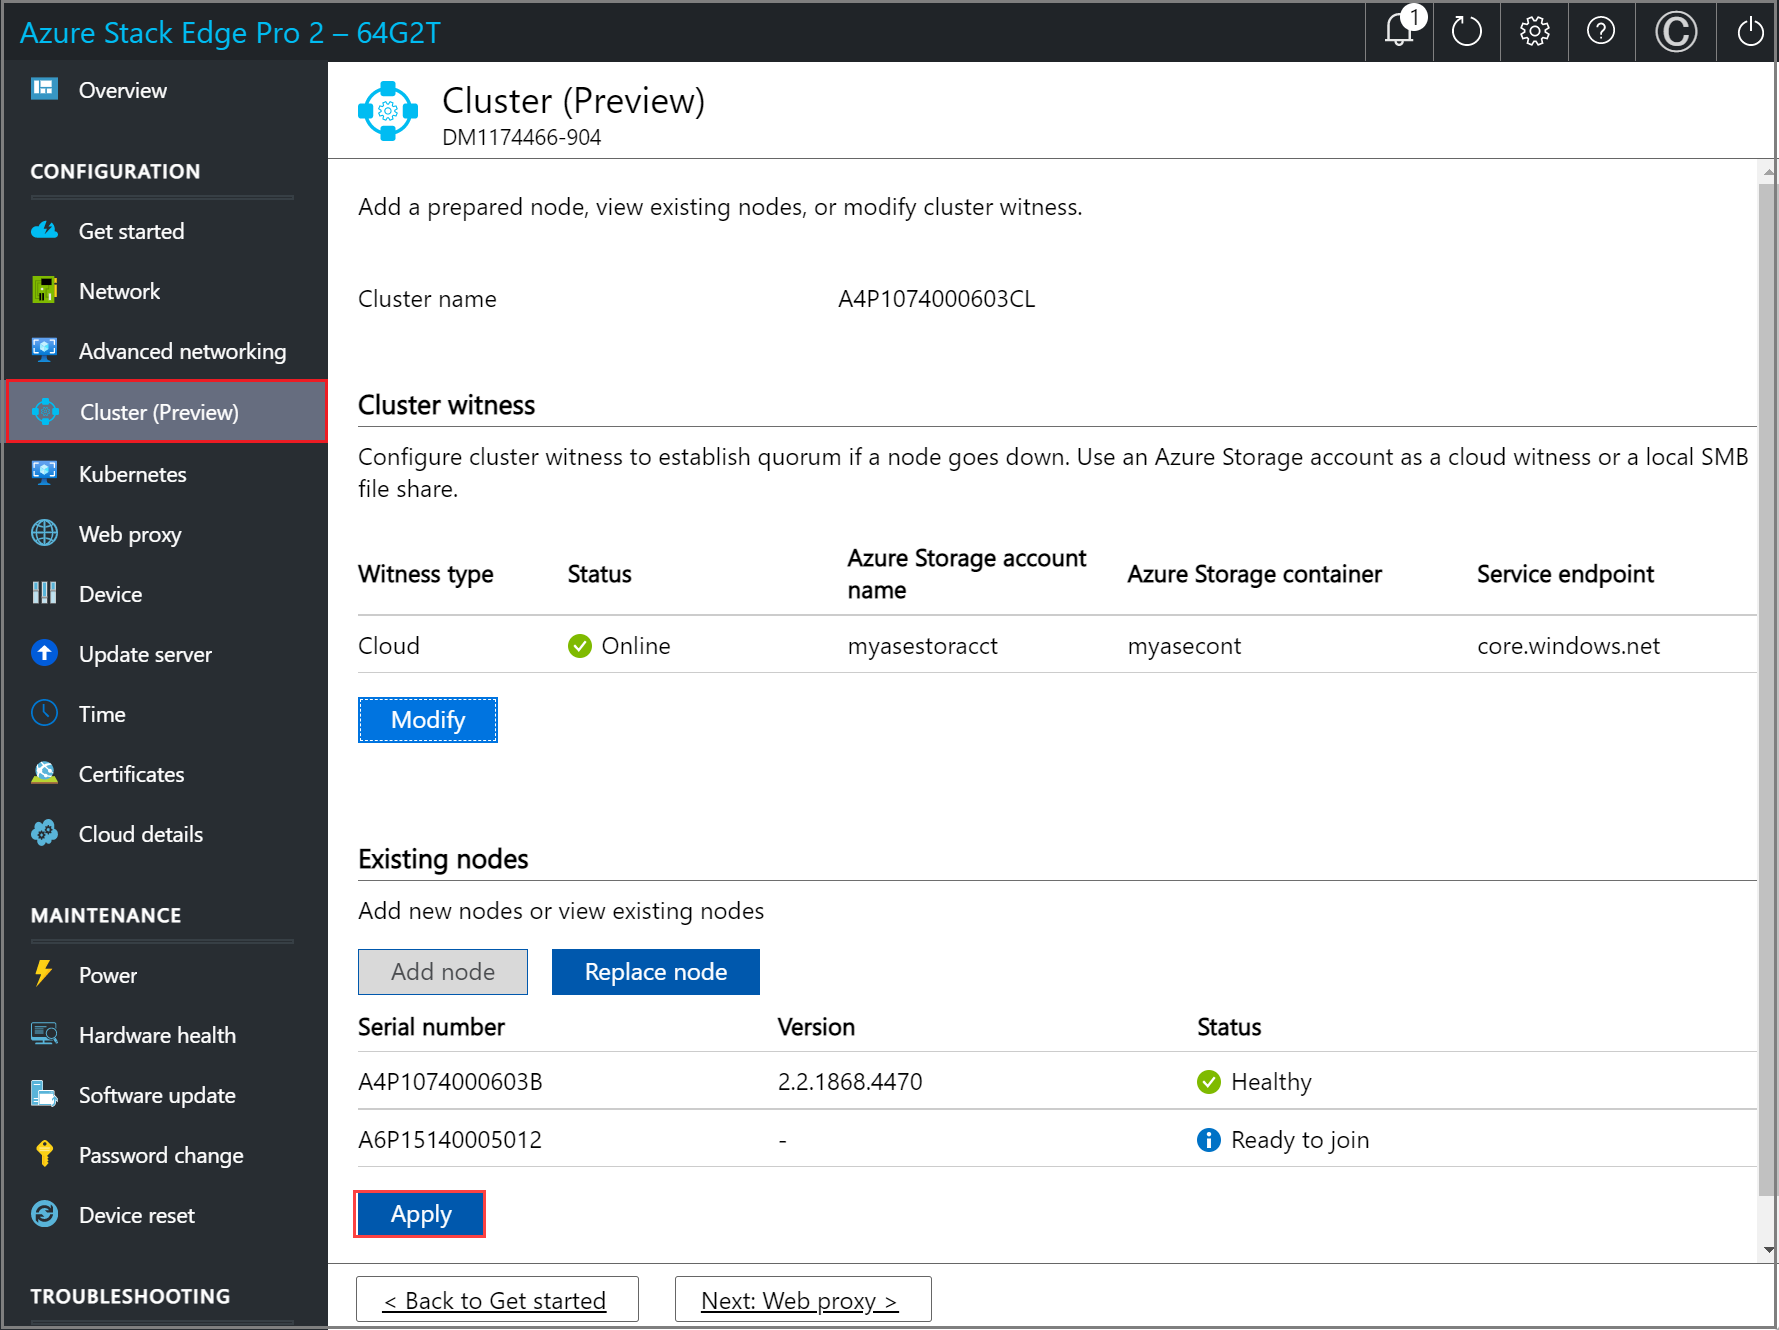 Azure Stack Edge Pro 2 – 64G2T
1
Overview
CONFIGURATION
Get started
Network
Advanced networking
Cluster (Preview)
Kubernetes
Web proxy
Device
Update server
Time
Certificates
Cloud details
MAINTENANCE
Power
Hardware health
Software update
Password change
Device reset
TROUBLESHOOTING
Cluster (Preview)
DM1174466-904
Add a prepared node, view existing nodes, or modify cluster witness.
Cluster name A4P1074000603CL
Cluster witness
Configure cluster witness to establish quorum if a node goes down. Use an Azure Storage account as a cloud witness or a local SMB
file share.
Witness type Status Azure Storage account name Azure Storage container Service endpoint
Cloud Online myasestoracct myasecont core.windows.net
Modify
Existing nodes
Add new nodes or view existing nodes
Add node Replace node
Serial number Version Status
A4P1074000603B 2.2.1868.4470 Healthy
A6P15140005012 - Ready to join
Apply
< Back to Get started Next: Web proxy >